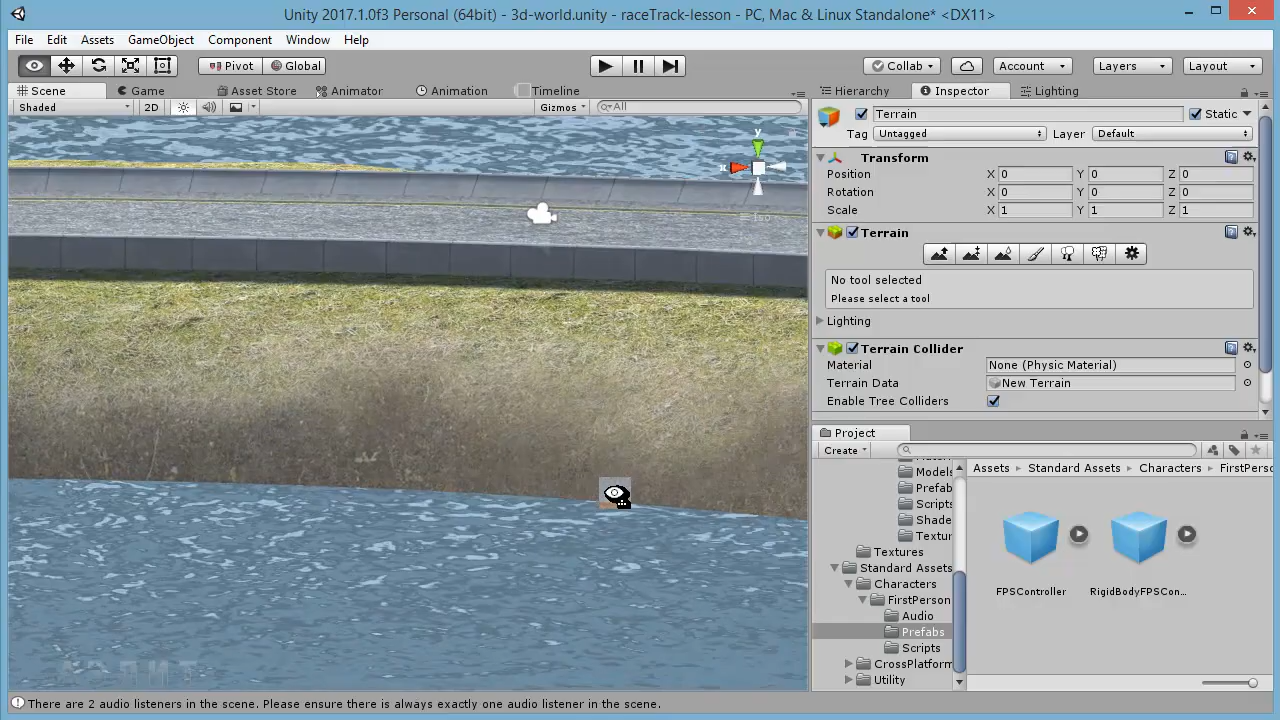 Unity 2017.1.0f3 Personal (64bit) - 3d-world.unity - raceTrack-lesson - PC, Mac & Linux Standalone* <DX11>
File Edit Assets GameObject Component Window Help
Pivot Global Collab Account Layers Layout
Scene Game Asset Store Animator Animation Timeline
Shaded 2D Gizmos All
y
x
Iso
Hierarchy Inspector Lighting
Terrain Static
Tag Untagged Layer Default
Transform
Position X 0 Y 0 Z 0
Rotation X 0 Y 0 Z 0
Scale X 1 Y 1 Z 1
Terrain
No tool selected
Please select a tool
Lighting
Terrain Collider
Material None (Physic Material)
Terrain Data New Terrain
Enable Tree Colliders
Project
Create
Models
Prefab
Scripts
Shade
Textur
Textures
Standard Assets
Characters
FirstPerson
Audio
Prefabs
Scripts
CrossPlatform
Utility
Assets Standard Assets Characters FirstPerso
FPSController RigidBodyFPSCon...
There are 2 audio listeners in the scene. Please ensure there is always exactly one audio listener in the scene.